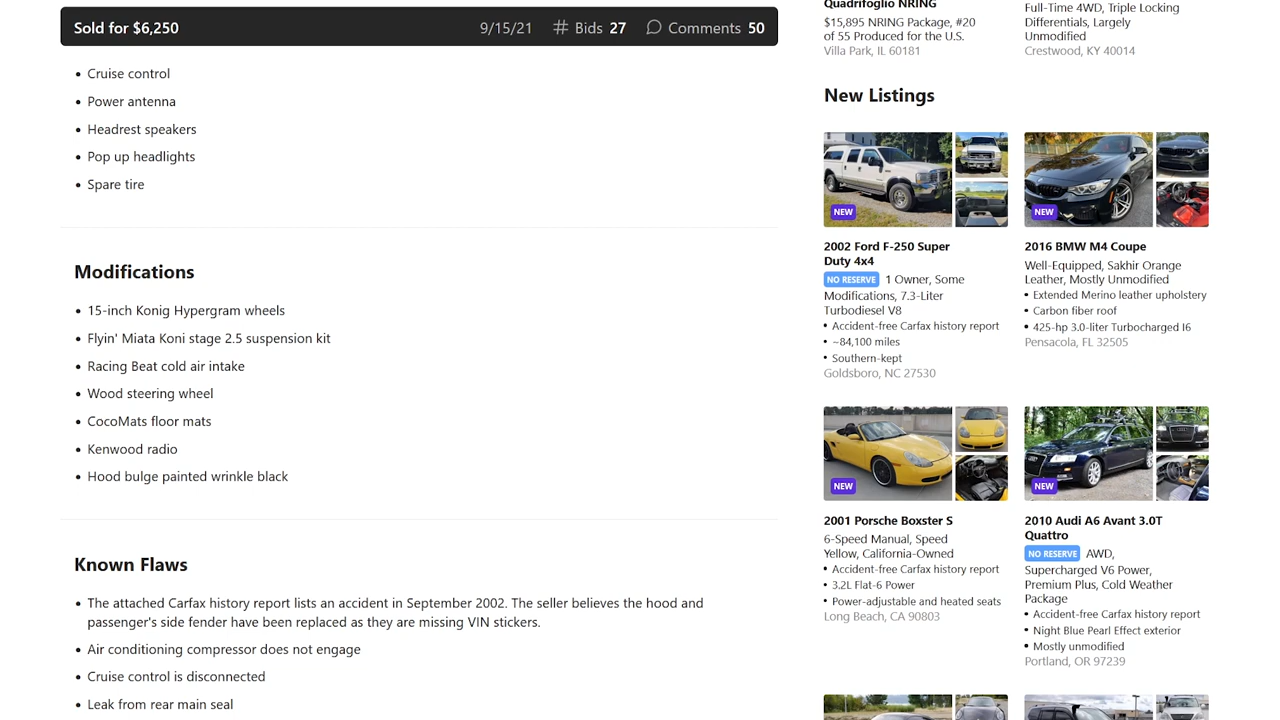 Sold for $6,250
9/15/21
Bids 27
Comments 50
Cruise control
Power antenna
Headrest speakers
Pop up headlights
Spare tire
Modifications
15-inch Konig Hypergram wheels
Flyin' Miata Koni stage 2.5 suspension kit
Racing Beat cold air intake
Wood steering wheel
CocoMats floor mats
Kenwood radio
Hood bulge painted wrinkle black
Known Flaws
The attached Carfax history report lists an accident in September 2002. The seller believes the hood and
passenger's side fender have been replaced as they are missing VIN stickers.
Air conditioning compressor does not engage
Cruise control is disconnected
Leak from rear main seal
Quadrifoglio NRING
$15,895 NRING Package, #20
of 55 Produced for the U.S.
Villa Park, IL 60181
Full-Time 4WD, Triple Locking
Differentials, Largely
Unmodified
Crestwood, KY 40014
New Listings
NEW
2002 Ford F-250 Super
Duty 4x4
NO RESERVE 1 Owner, Some
Modifications, 7.3-Liter
Turbodiesel V8
Accident-free Carfax history report
~84,100 miles
Southern-kept
Goldsboro, NC 27530
NEW
2016 BMW M4 Coupe
Well-Equipped, Sakhir Orange
Leather, Mostly Unmodified
Extended Merino leather upholstery
Carbon fiber roof
425-hp 3.0-liter Turbocharged I6
Pensacola, FL 32505
NEW
2001 Porsche Boxster S
6-Speed Manual, Speed
Yellow, California-Owned
Accident-free Carfax history report
3.2L Flat-6 Power
Power-adjustable and heated seats
Long Beach, CA 90803
NEW
2010 Audi A6 Avant 3.0T
Quattro
NO RESERVE AWD,
Supercharged V6 Power,
Premium Plus, Cold Weather
Package
Accident-free Carfax history report
Night Blue Pearl Effect exterior
Mostly unmodified
Portland, OR 97239